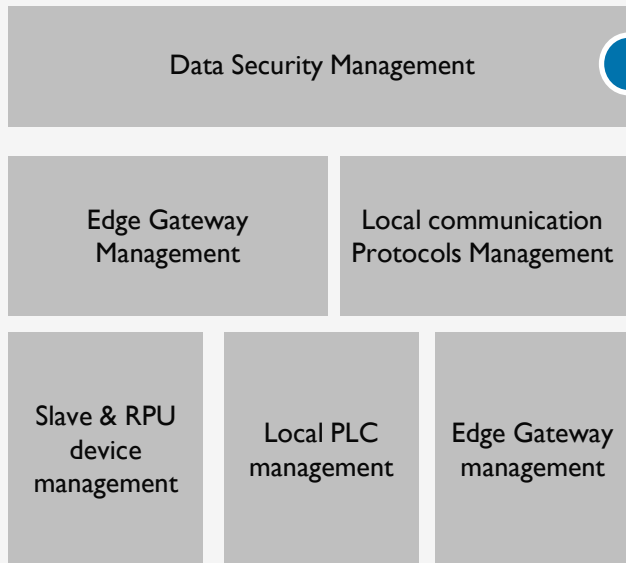 Data Security Management
Edge Gateway
Management
Local communication
Protocols Management
Slave & RPU
device
management
Local PLC
management
Edge Gateway
management